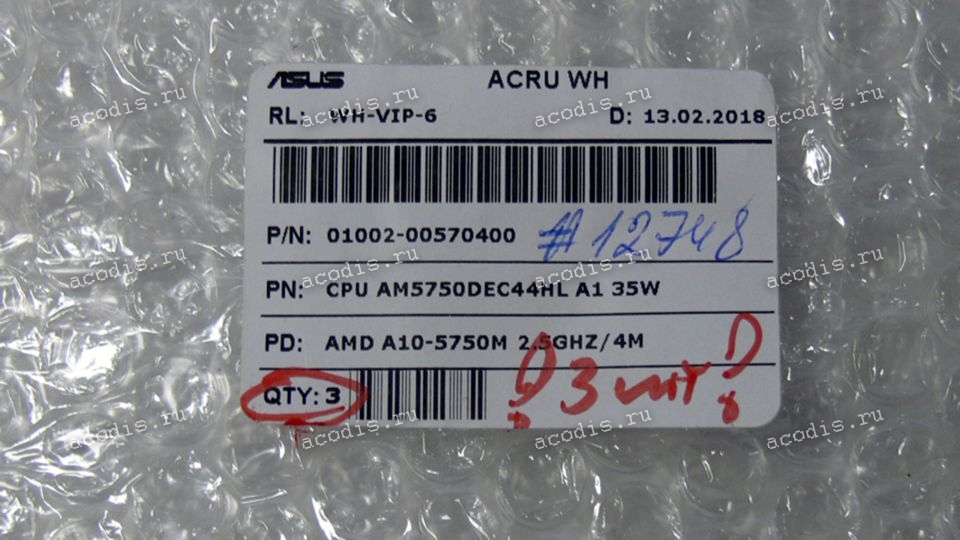 ASUS ACRU WH
RL: WH-VIP-6 D: 13.02.2018
P/N: 01002-00570400 #12748
PN: CPU AM5750DEC44HL A1 35W
PD: AMD A10-5750M 2.5GHZ/4M
QTY: 3 ! 3 шт !
acodis.ru